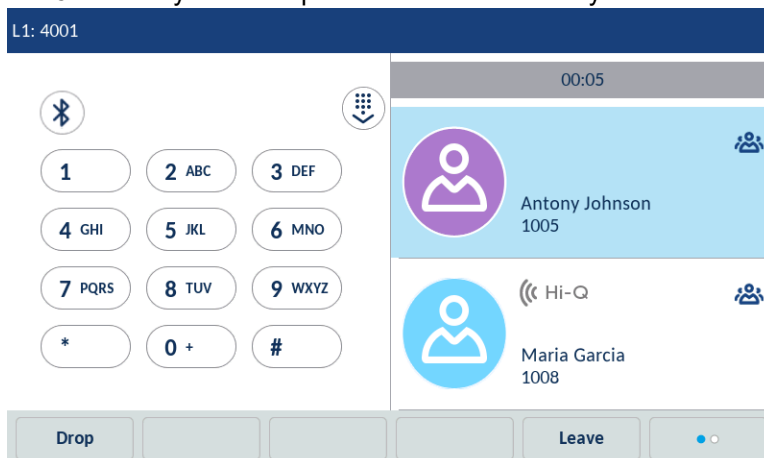 L1: 4001
00:05
1
2 ABC
3 DEF
4 GHI
5 JKL
6 MNO
7 PQRS
8 TUV
9 WXYZ
*
0 +
#
Antony Johnson
1005
Hi-Q
Maria Garcia
1008
Drop
Leave